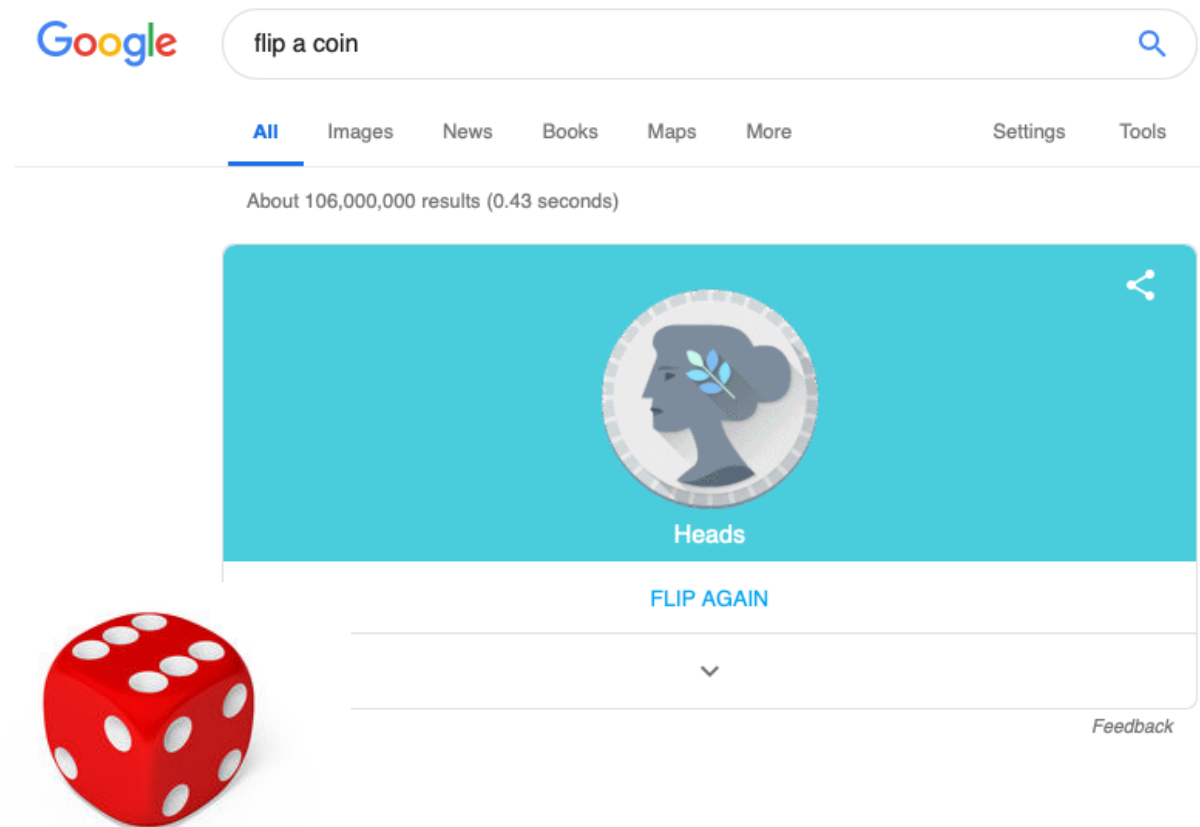 Google flip a coin
All Images News Books Maps More Settings Tools
About 106,000,000 results (0.43 seconds)
Heads
FLIP AGAIN
Feedback